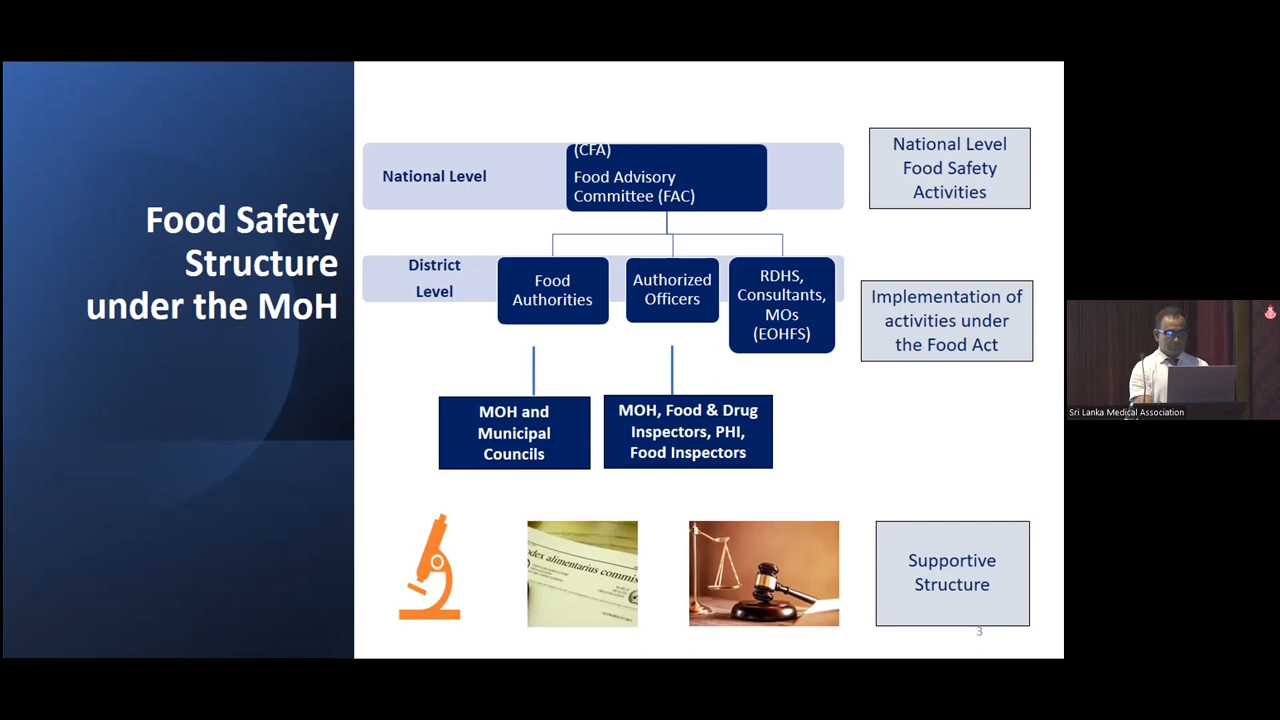 Food Safety
Structure
under the MoH
National Level
(CFA)
Food Advisory
Committee (FAC)
National Level
Food Safety
Activities
District
Level
Food
Authorities
Authorized
Officers
RDHS,
Consultants,
MOs
(EOHFS)
Implementation of
activities under
the Food Act
MOH and
Municipal
Councils
MOH, Food & Drug
Inspectors, PHI,
Food Inspectors
dex alimentarius commis
Supportive
Structure
3
Sri Lanka Medical Association